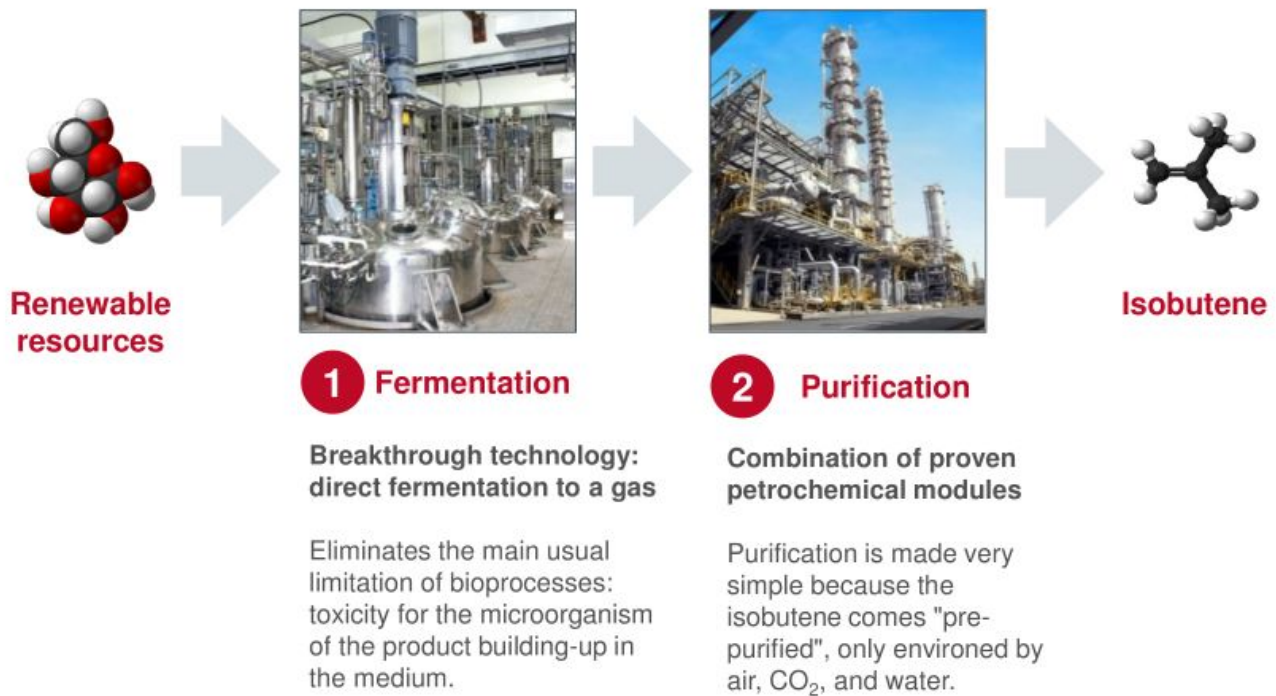 Renewable
resources
1 Fermentation
Breakthrough technology:
direct fermentation to a gas
Eliminates the main usual
limitation of bioprocesses:
toxicity for the microorganism
of the product building-up in
the medium.
2 Purification
Combination of proven
petrochemical modules
Purification is made very
simple because the
isobutene comes "pre-
purified", only environed by
air, CO₂, and water.
Isobutene